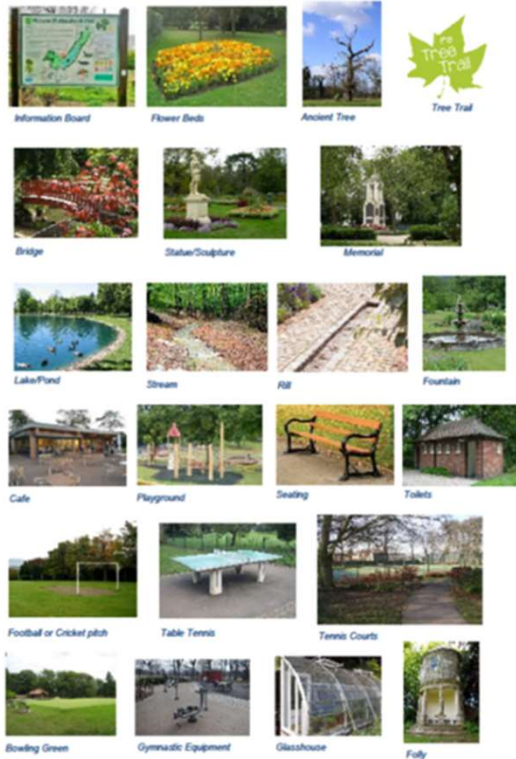 Information Board
Flower Beds
Ancient Tree
the
Tree
Trail
Tree Trail
Bridge
Statue/Sculpture
Memorial
Lake/Pond
Stream
Rill
Fountain
Cafe
Playground
Seating
Toilets
Football or Cricket pitch
Table Tennis
Tennis Courts
Bowling Green
Gymnastic Equipment
Glasshouse
Folly